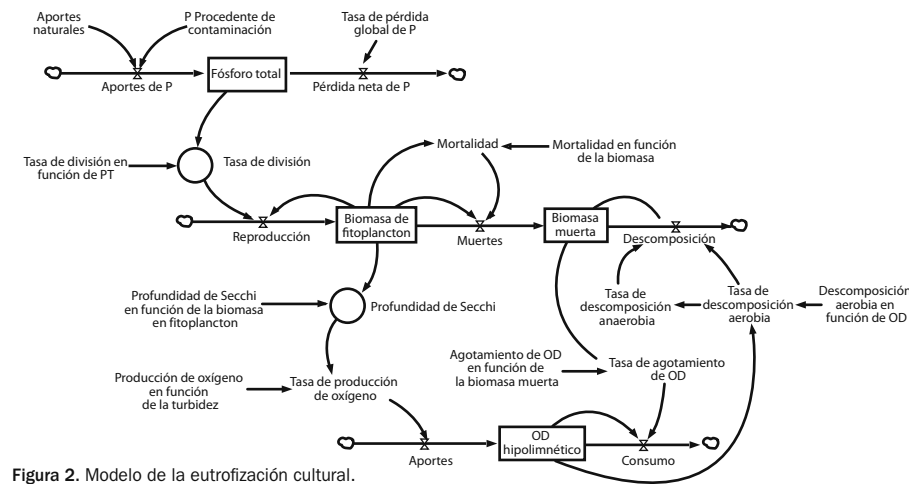 Aportes
naturales
P Procedente de
contaminación
Tasa de pérdida
global de P
Aportes de P
Fósforo total
Pérdida neta de P
Tasa de división en
función de PT
Tasa de división
Mortalidad
Mortalidad en función
de la biomasa
Reproducción
Biomasa de
fitoplancton
Muertes
Biomasa
muerta
Descomposición
Profundidad de Secchi
en función de la biomasa
en fitoplancton
Profundidad de Secchi
Tasa de
descomposición
anaerobia
Tasa de
descomposición
aerobia
Descomposición
aerobia en
función de OD
Agotamiento de OD
en función de
la biomasa muerta
Tasa de agotamiento
de OD
Producción de oxígeno
en función
de la turbidez
Tasa de producción
de oxígeno
Aportes
OD
hipolimnético
Consumo
Figura 2. Modelo de la eutrofización cultural.